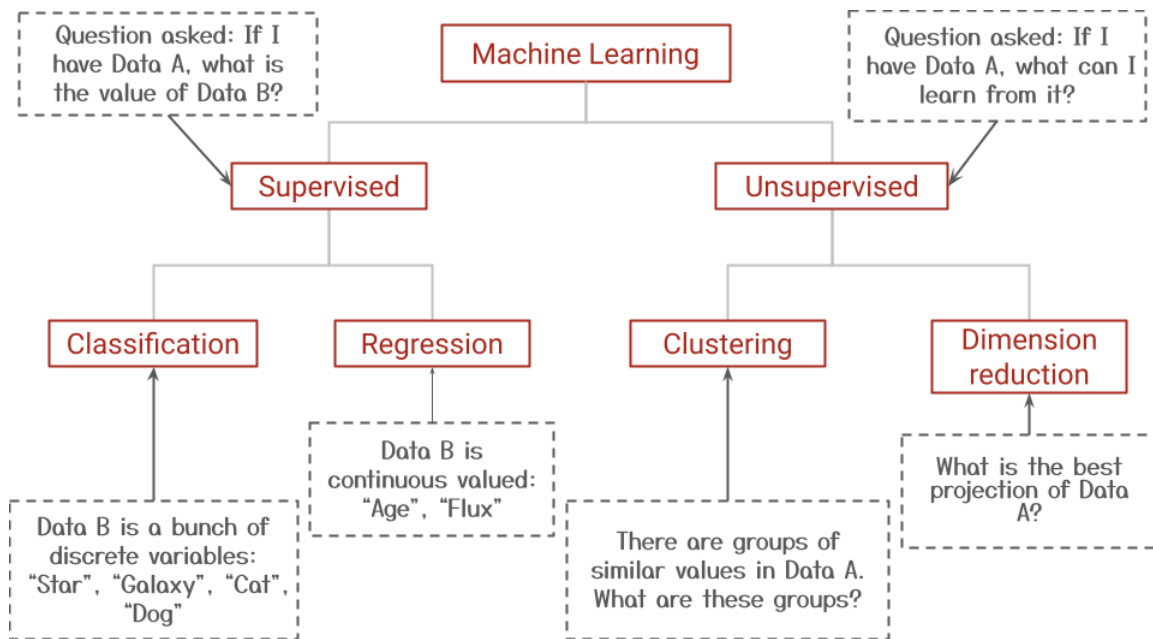 Question asked: If I
have Data A, what is
the value of Data B?
Machine Learning
Question asked: If I
have Data A, what can I
learn from it?
Supervised
Unsupervised
Classification
Regression
Clustering
Dimension
reduction
Data B is a bunch of
discrete variables:
“Star”, “Galaxy”, “Cat”,
“Dog”
Data B is
continuous valued:
“Age”, “Flux”
There are groups of
similar values in Data A.
What are these groups?
What is the best
projection of Data
A?